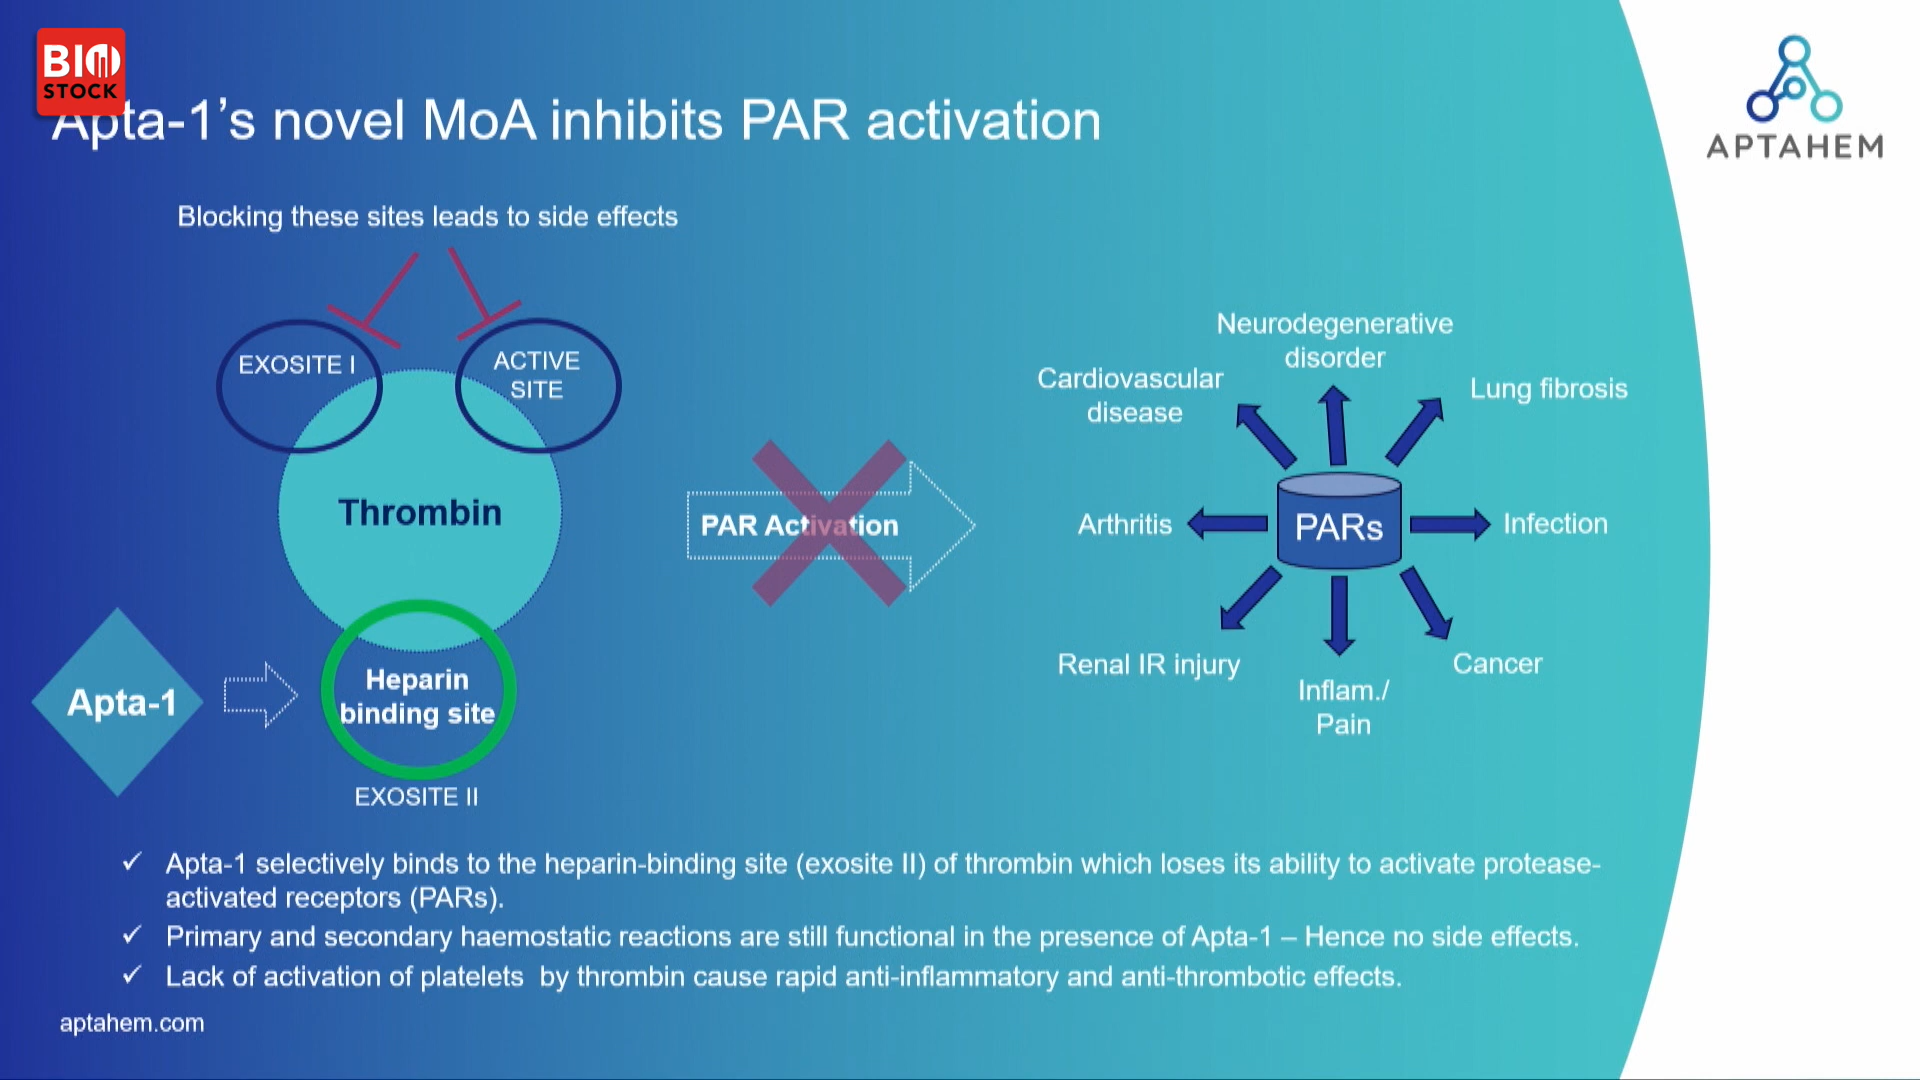 BIO
STOCK
Apta-1’s novel MoA inhibits PAR activation
APTAHEM
Blocking these sites leads to side effects
EXOSITE I
ACTIVE
SITE
Thrombin
Apta-1
Heparin
binding site
EXOSITE II
PAR Activation
Neurodegenerative
disorder
Cardiovascular
disease
Lung fibrosis
Arthritis
PARs
Infection
Renal IR injury
Inflam./
Pain
Cancer
✓ Apta-1 selectively binds to the heparin-binding site (exosite II) of thrombin which loses its ability to activate protease-
activated receptors (PARs).
✓ Primary and secondary haemostatic reactions are still functional in the presence of Apta-1 – Hence no side effects.
✓ Lack of activation of platelets  by thrombin cause rapid anti-inflammatory and anti-thrombotic effects.
aptahem.com